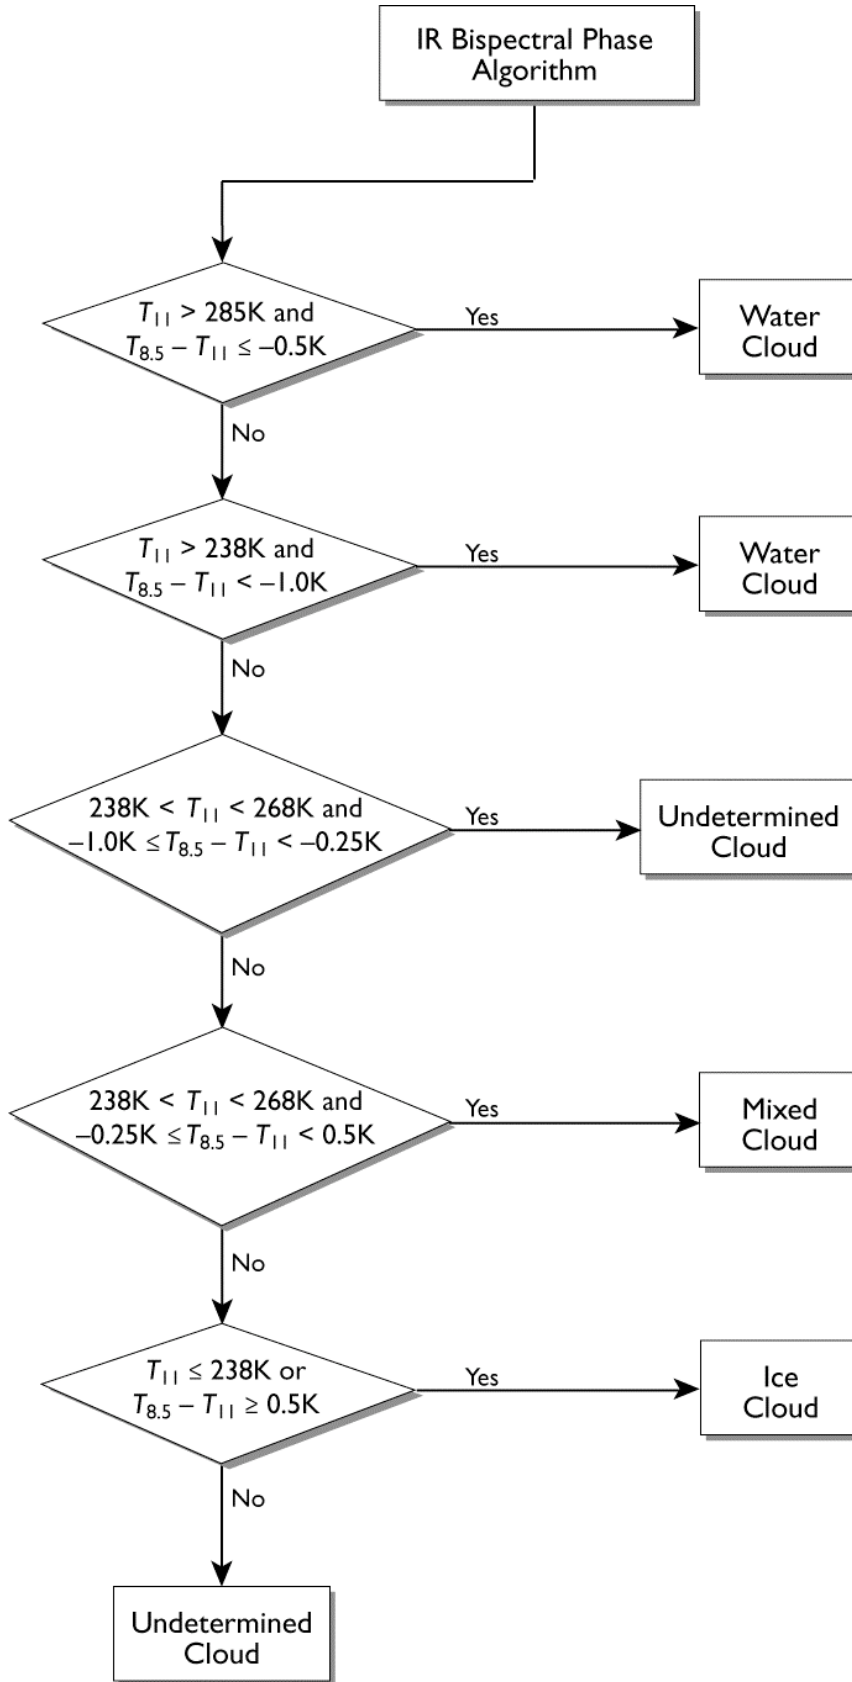 IR Bispectral Phase
Algorithm
T₁₁ > 285K and
T₈.₅ – T₁₁ ≤ –0.5K
Yes
Water
Cloud
No
T₁₁ > 238K and
T₈.₅ – T₁₁ < –1.0K
Yes
Water
Cloud
No
238K < T₁₁ < 268K and
–1.0K ≤ T₈.₅ – T₁₁ < –0.25K
Yes
Undetermined
Cloud
No
238K < T₁₁ < 268K and
–0.25K ≤ T₈.₅ – T₁₁ < 0.5K
Yes
Mixed
Cloud
No
T₁₁ ≤ 238K or
T₈.₅ – T₁₁ ≥ 0.5K
Yes
Ice
Cloud
No
Undetermined
Cloud